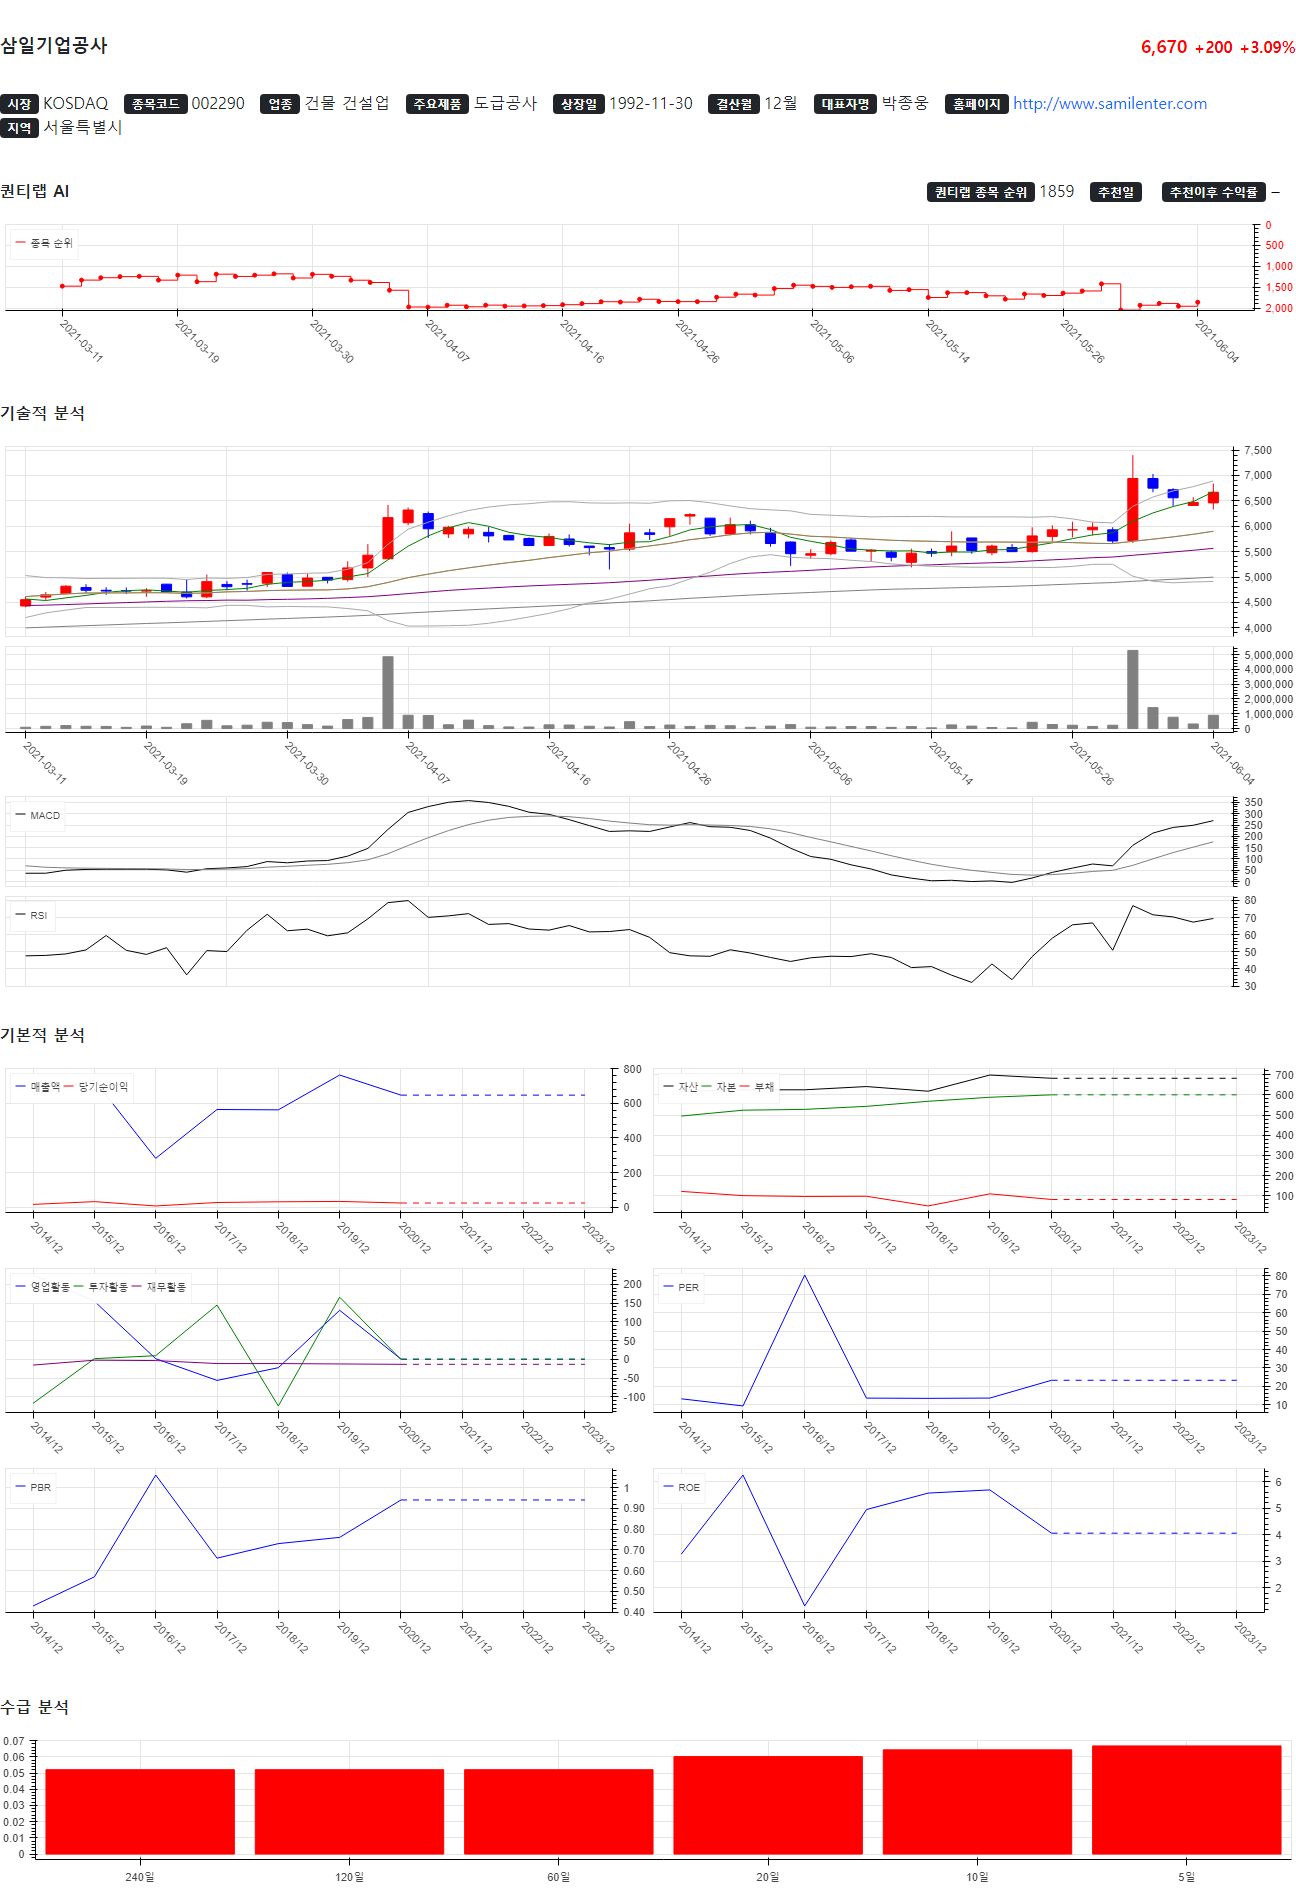 삼일기업공사
6,670 +200 +3.09%
시장 KOSDAQ 종목코드 002290 업종 건물 건설업 주요제품 도급공사 상장일 1992-11-30 결산월 12월 대표자명 박종웅 홈페이지 http://www.samilenter.com
지역 서울특별시
퀀티랩 AI
퀀티랩 종목 순위 1859 추천일 추천이후 수익률 –
종목 순위
0
500
1,000
1,500
2,000
2021-03-11 2021-03-19 2021-03-30 2021-04-07 2021-04-16 2021-04-26 2021-05-06 2021-05-14 2021-05-26 2021-06-04
기술적 분석
7,500
7,000
6,500
6,000
5,500
5,000
4,500
4,000
5,000,000
4,000,000
3,000,000
2,000,000
1,000,000
0
2021-03-11 2021-03-19 2021-03-30 2021-04-07 2021-04-16 2021-04-26 2021-05-06 2021-05-14 2021-05-26 2021-06-04
MACD
350
300
250
200
150
100
50
0
RSI
80
70
60
50
40
30
기본적 분석
매출액 당기순이익
800
600
400
200
0
2014/12 2015/12 2016/12 2017/12 2018/12 2019/12 2020/12 2021/12 2022/12 2023/12
자산 자본 부채
700
600
500
400
300
200
100
2014/12 2015/12 2016/12 2017/12 2018/12 2019/12 2020/12 2021/12 2022/12 2023/12
영업활동 투자활동 재무활동
200
150
100
50
0
-50
-100
2014/12 2015/12 2016/12 2017/12 2018/12 2019/12 2020/12 2021/12 2022/12 2023/12
PER
80
70
60
50
40
30
20
10
2014/12 2015/12 2016/12 2017/12 2018/12 2019/12 2020/12 2021/12 2022/12 2023/12
PBR
1
0.90
0.80
0.70
0.60
0.50
0.40
2014/12 2015/12 2016/12 2017/12 2018/12 2019/12 2020/12 2021/12 2022/12 2023/12
ROE
6
5
4
3
2
2014/12 2015/12 2016/12 2017/12 2018/12 2019/12 2020/12 2021/12 2022/12 2023/12
수급 분석
0.07
0.06
0.05
0.04
0.03
0.02
0.01
0
240일 120일 60일 20일 10일 5일